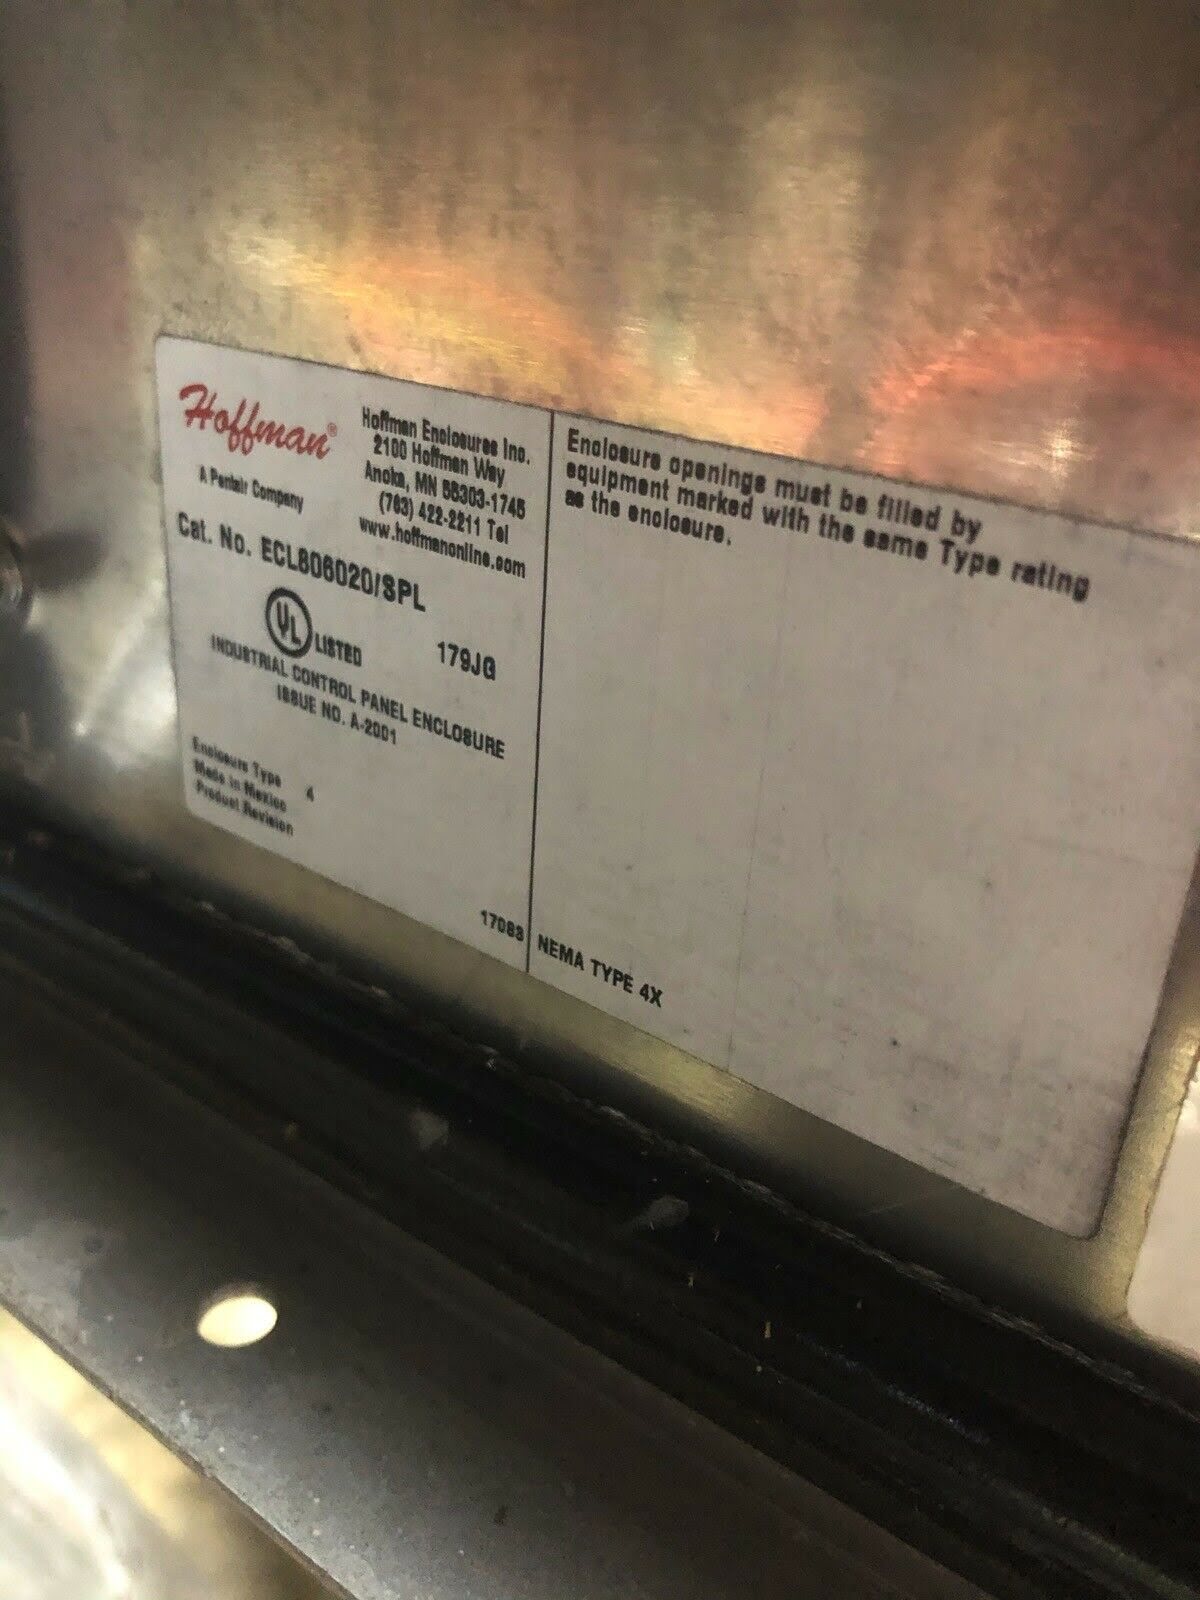 Hoffman®
A Pentair Company
Hoffman Enclosures Inc.
2100 Hoffman Way
Anoka, MN 55303-1745
(763) 422-2211 Tel
www.hoffmanonline.com
Cat. No. ECL806020/SPL
UL LISTED 179JG
INDUSTRIAL CONTROL PANEL ENCLOSURE
ISSUE NO. A-2001
Enclosure Type 4
Made in Mexico
Product Revision
17083
Enclosure openings must be filled by
equipment marked with the same Type rating
as the enclosure.
NEMA TYPE 4X